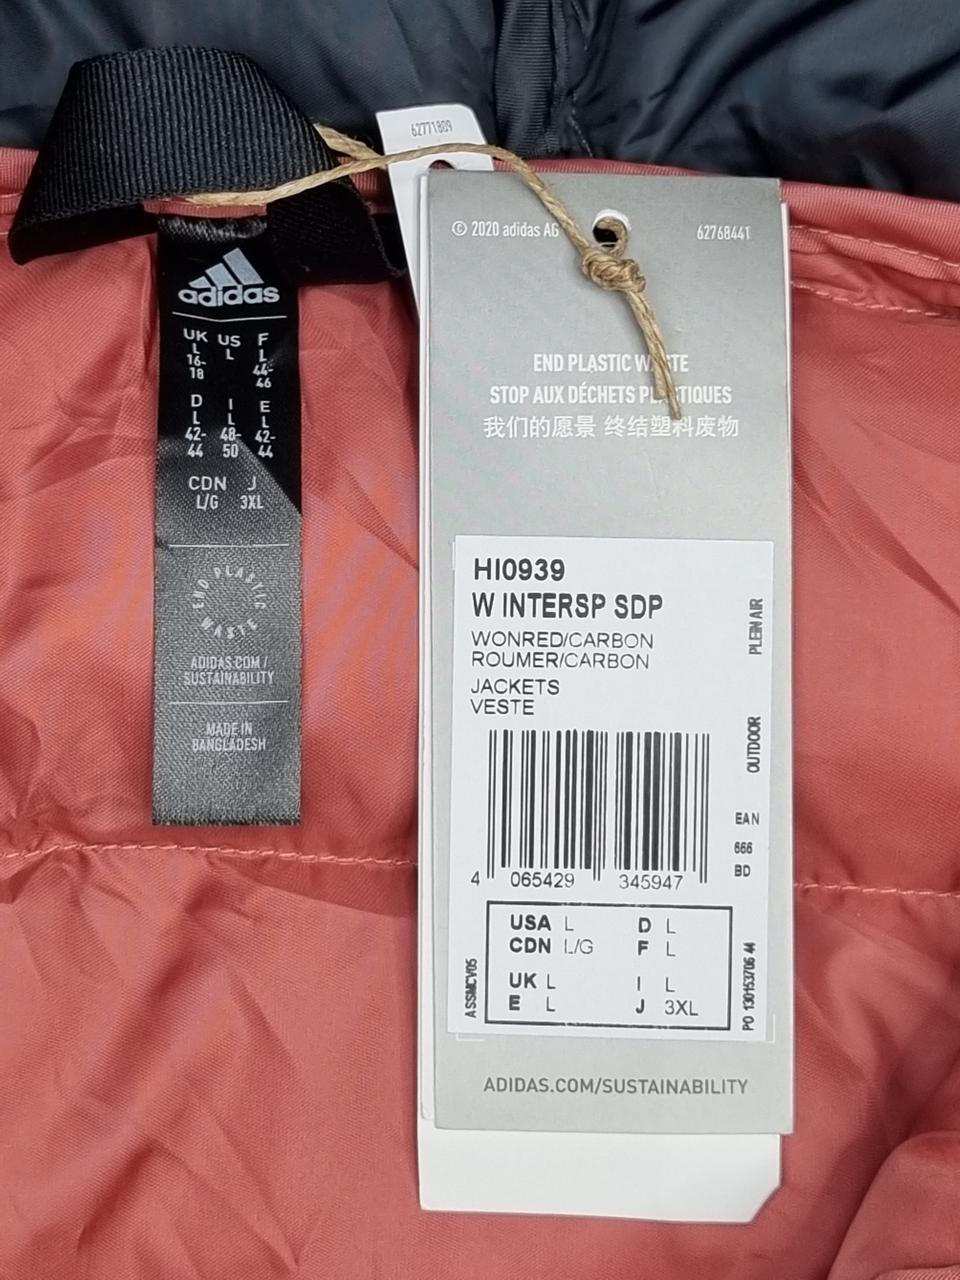 62771809
© 2020 adidas AG
62768441
END PLASTIC WASTE
STOP AUX DÉCHETS PLASTIQUES
我们的愿景 终结塑料废物
adidas
UK US F
L L L
16-18 44-46
D I E
L L L
42-44 48-50 42-44
CDN J
L/G 3XL
END PLASTIC WASTE
ADIDAS.COM/
SUSTAINABILITY
MADE IN
BANGLADESH
HI0939
W INTERSP SDP
WONRED/CARBON
ROUMER/CARBON
JACKETS
VESTE
PLEIN AIR
OUTDOOR
EAN
666
BD
4 065429 345947
USA L D L
CDN L/G F L
UK L I L
E L J 3XL
ASSMCV05
PO 130153706 44
ADIDAS.COM/SUSTAINABILITY